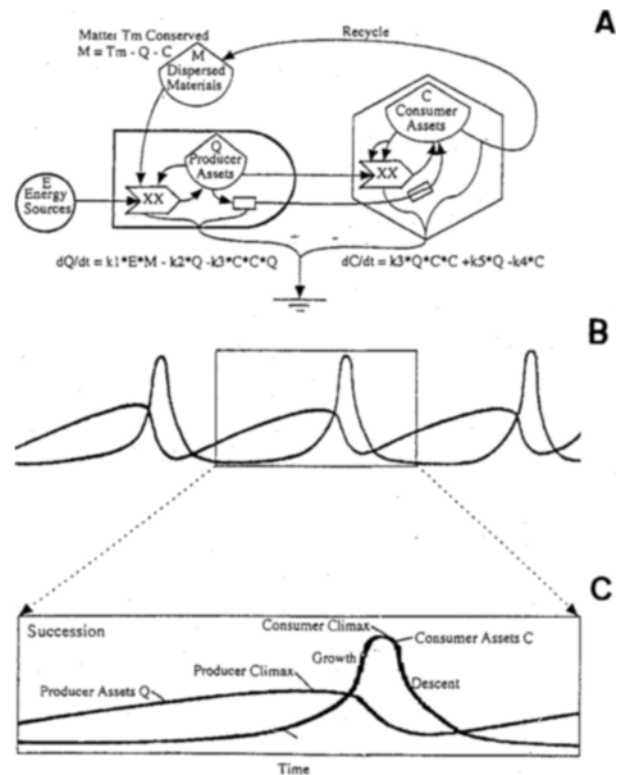 A
Matter Tm Conserved
M = Tm - Q - C
Recycle
M
Dispersed
Materials
C
Consumer
Assets
Q
Producer
Assets
E
Energy
Sources
XX
XX
dQ/dt = k1*E*M - k2*Q -k3*C*C*Q
dC/dt = k3*Q*C*C +k5*Q -k4*C
B
C
Succession
Consumer Climax
Consumer Assets C
Growth
Producer Climax
Descent
Producer Assets Q
Time